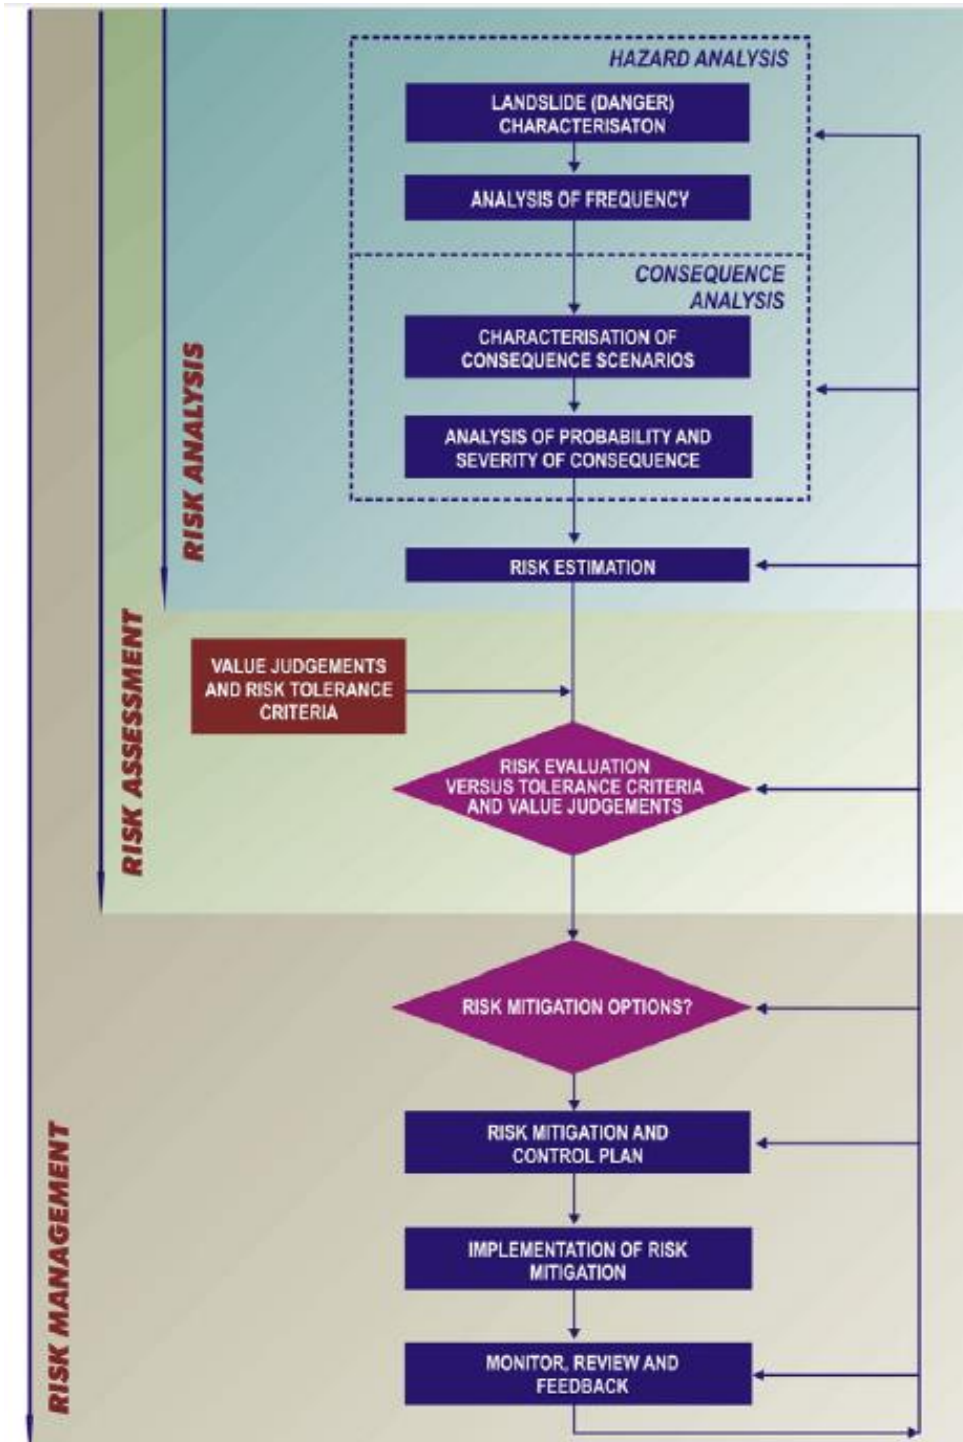 HAZARD ANALYSIS
LANDSLIDE (DANGER)
CHARACTERISATON
ANALYSIS OF FREQUENCY
CONSEQUENCE
ANALYSIS
CHARACTERISATION OF
CONSEQUENCE SCENARIOS
ANALYSIS OF PROBABILITY AND
SEVERITY OF CONSEQUENCE
RISK ANALYSIS
RISK ESTIMATION
VALUE JUDGEMENTS
AND RISK TOLERANCE
CRITERIA
RISK ASSESSMENT
RISK EVALUATION
VERSUS TOLERANCE CRITERIA
AND VALUE JUDGEMENTS
RISK MITIGATION OPTIONS?
RISK MITIGATION AND
CONTROL PLAN
RISK MANAGEMENT
IMPLEMENTATION OF RISK
MITIGATION
MONITOR, REVIEW AND
FEEDBACK